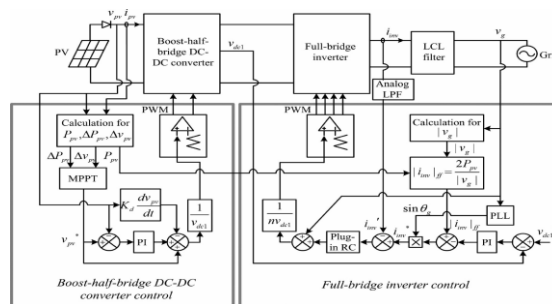 v_pv i_pv
PV
Boost-half-
bridge DC-
DC
converter
v_dc1
Full-bridge
inverter
i_inv
LCL
filter
v_g
Gr
Analog
LPF
PWM
PWM
Calculation for
P_pv, ΔP_pv, Δv_pv
ΔP_pv Δv_pv P_pv
MPPT
K_d dv_pv/dt
1/v_dc1
v_pv*
PI
Boost-half-bridge DC-DC
converter control
Calculation for
|v_g|
|v_g|
|i_inv|_ff = 2P_pv/|v_g|
1/nv_dc1
sin θ_g
PLL
Plug-
in RC
i_inv'
i_inv*
|i_inv|_ff
PI
v_dc1
Full-bridge inverter control